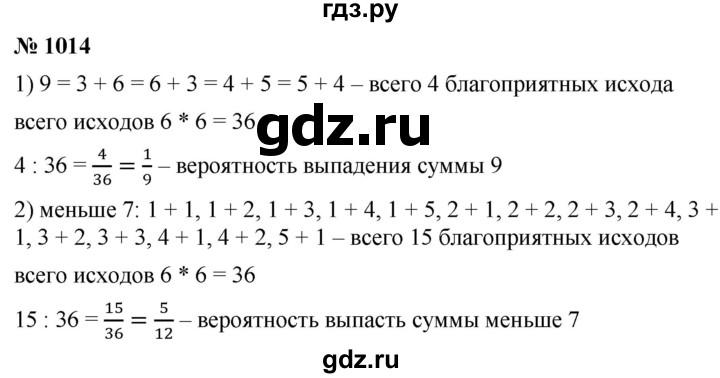 гдз.ру
№ 1014
1) 9 = 3 + 6 = 6 + 3 = 4 + 5 = 5 + 4 – всего 4 благоприятных исхода
всего исходов 6 * 6 = 36
gdz.ru
4 : 36 = 4/36 = 1/9 – вероятность выпадения суммы 9
2) меньше 7: 1 + 1, 1 + 2, 1 + 3, 1 + 4, 1 + 5, 2 + 1, 2 + 2, 2 + 3, 2 + 4, 3 +
1, 3 + 2, 3 + 3, 4 + 1, 4 + 2, 5 + 1 – всего 15 благоприятных исходов
всего исходов 6 * 6 = 36
15 : 36 = 15/36 = 5/12 – вероятность выпасть суммы меньше 7
gdz.ru